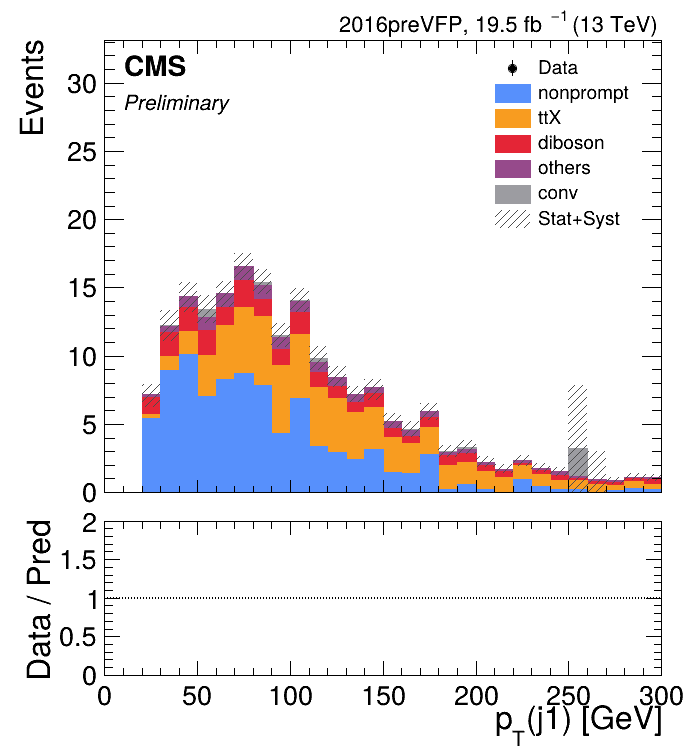 2016preVFP, 19.5 fb⁻¹ (13 TeV)
CMS
Preliminary
Data
nonprompt
ttX
diboson
others
conv
Stat+Syst
Events
30
25
20
15
10
5
0
Data / Pred
2
1.5
1
0.5
0
0 50 100 150 200 250 300
p_T(j1) [GeV]